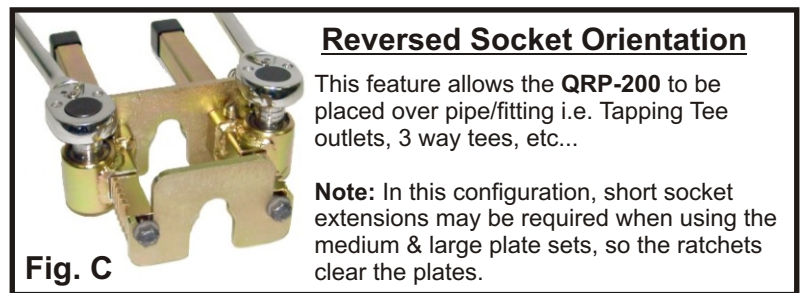 Reversed Socket Orientation
This feature allows the QRP-200 to be
placed over pipe/fitting i.e. Tapping Tee
outlets, 3 way tees, etc...
Note: In this configuration, short socket
extensions may be required when using the
medium & large plate sets, so the ratchets
clear the plates.
Fig. C